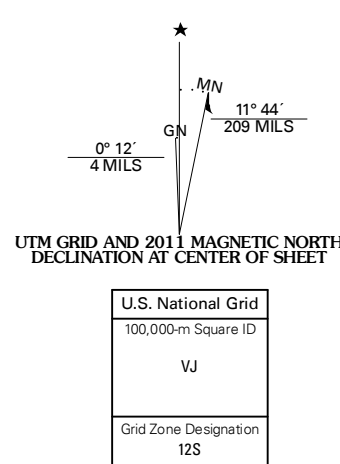 ★
MN
GN
11° 44´
209 MILS
0° 12´
4 MILS
UTM GRID AND 2011 MAGNETIC NORTH
DECLINATION AT CENTER OF SHEET
U.S. National Grid
100,000-m Square ID
VJ
Grid Zone Designation
12S